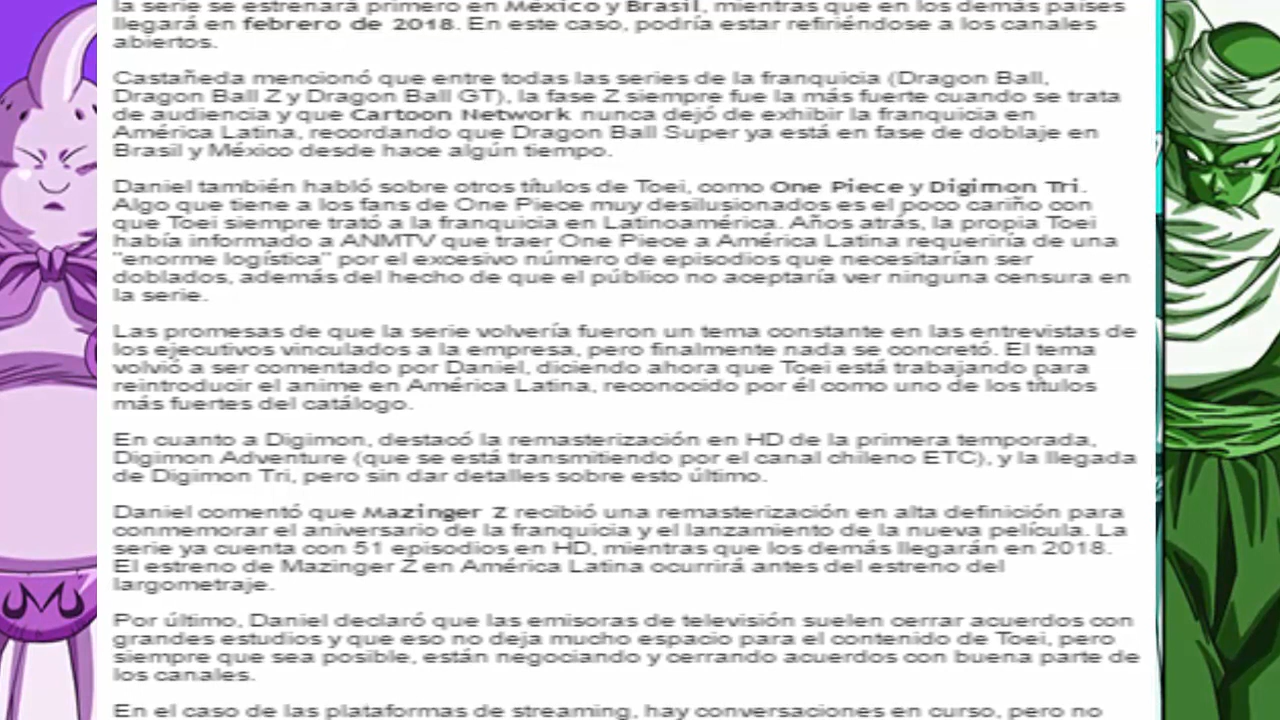 la serie se estrenará primero en México y Brasil, mientras que en los demás países
llegará en febrero de 2018. En este caso, podría estar refiriéndose a los canales
abiertos.
Castañeda mencionó que entre todas las series de la franquicia (Dragon Ball,
Dragon Ball Z y Dragon Ball GT), la fase Z siempre fue la más fuerte cuando se trata
de audiencia y que Cartoon Network nunca dejó de exhibir la franquicia en
América Latina, recordando que Dragon Ball Super ya está en fase de doblaje en
Brasil y México desde hace algún tiempo.
Daniel también habló sobre otros títulos de Toei, como One Piece y Digimon Tri.
Algo que tiene a los fans de One Piece muy desilusionados es el poco cariño con
que Toei siempre trató a la franquicia en Latinoamérica. Años atrás, la propia Toei
había informado a ANMTV que traer One Piece a América Latina requeriría de una
"enorme logística" por el excesivo número de episodios que necesitarían ser
doblados, además del hecho de que el público no aceptaría ver ninguna censura en
la serie.
Las promesas de que la serie volvería fueron un tema constante en las entrevistas de
los ejecutivos vinculados a la empresa, pero finalmente nada se concretó. El tema
volvió a ser comentado por Daniel, diciendo ahora que Toei está trabajando para
reintroducir el anime en América Latina, reconocido por él como uno de los títulos
más fuertes del catálogo.
En cuanto a Digimon, destacó la remasterización en HD de la primera temporada,
Digimon Adventure (que se está transmitiendo por el canal chileno ETC), y la llegada
de Digimon Tri, pero sin dar detalles sobre esto último.
Daniel comentó que Mazinger Z recibió una remasterización en alta definición para
conmemorar el aniversario de la franquicia y el lanzamiento de la nueva película. La
serie ya cuenta con 51 episodios en HD, mientras que los demás llegarán en 2018.
El estreno de Mazinger Z en América Latina ocurrirá antes del estreno del
largometraje.
Por último, Daniel declaró que las emisoras de televisión suelen cerrar acuerdos con
grandes estudios y que eso no deja mucho espacio para el contenido de Toei, pero
siempre que sea posible, están negociando y cerrando acuerdos con buena parte de
los canales.
En el caso de las plataformas de streaming, hay conversaciones en curso, pero no